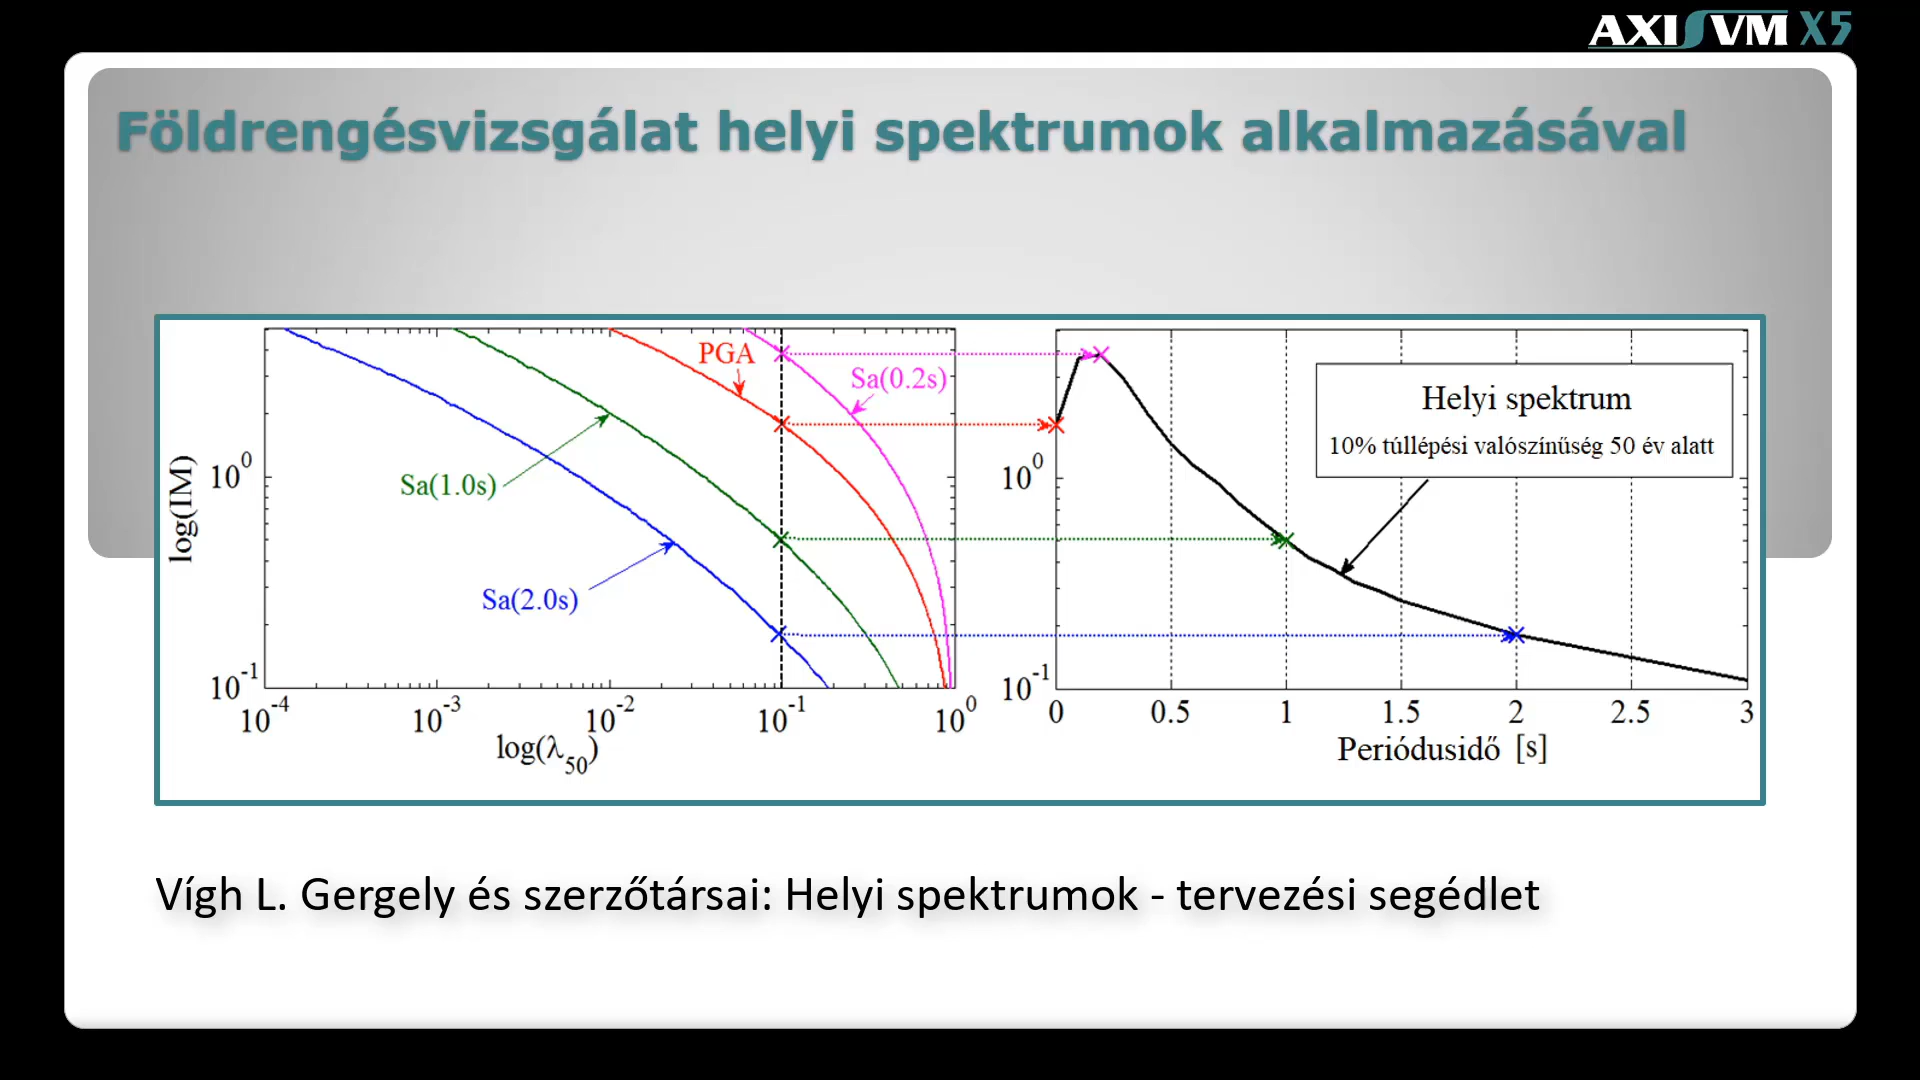 AXISVM X5
Földrengésvizsgálat helyi spektrumok alkalmazásával
log(IM)
10^0
10^-1
10^-4
10^-3
10^-2
10^-1
10^0
log(λ_50)
PGA
Sa(0.2s)
Sa(1.0s)
Sa(2.0s)
10^0
10^-1
0
0.5
1
1.5
2
2.5
3
Periódusidő [s]
Helyi spektrum
10% túllépési valószínűség 50 év alatt
Vígh L. Gergely és szerzőtársai: Helyi spektrumok - tervezési segédlet